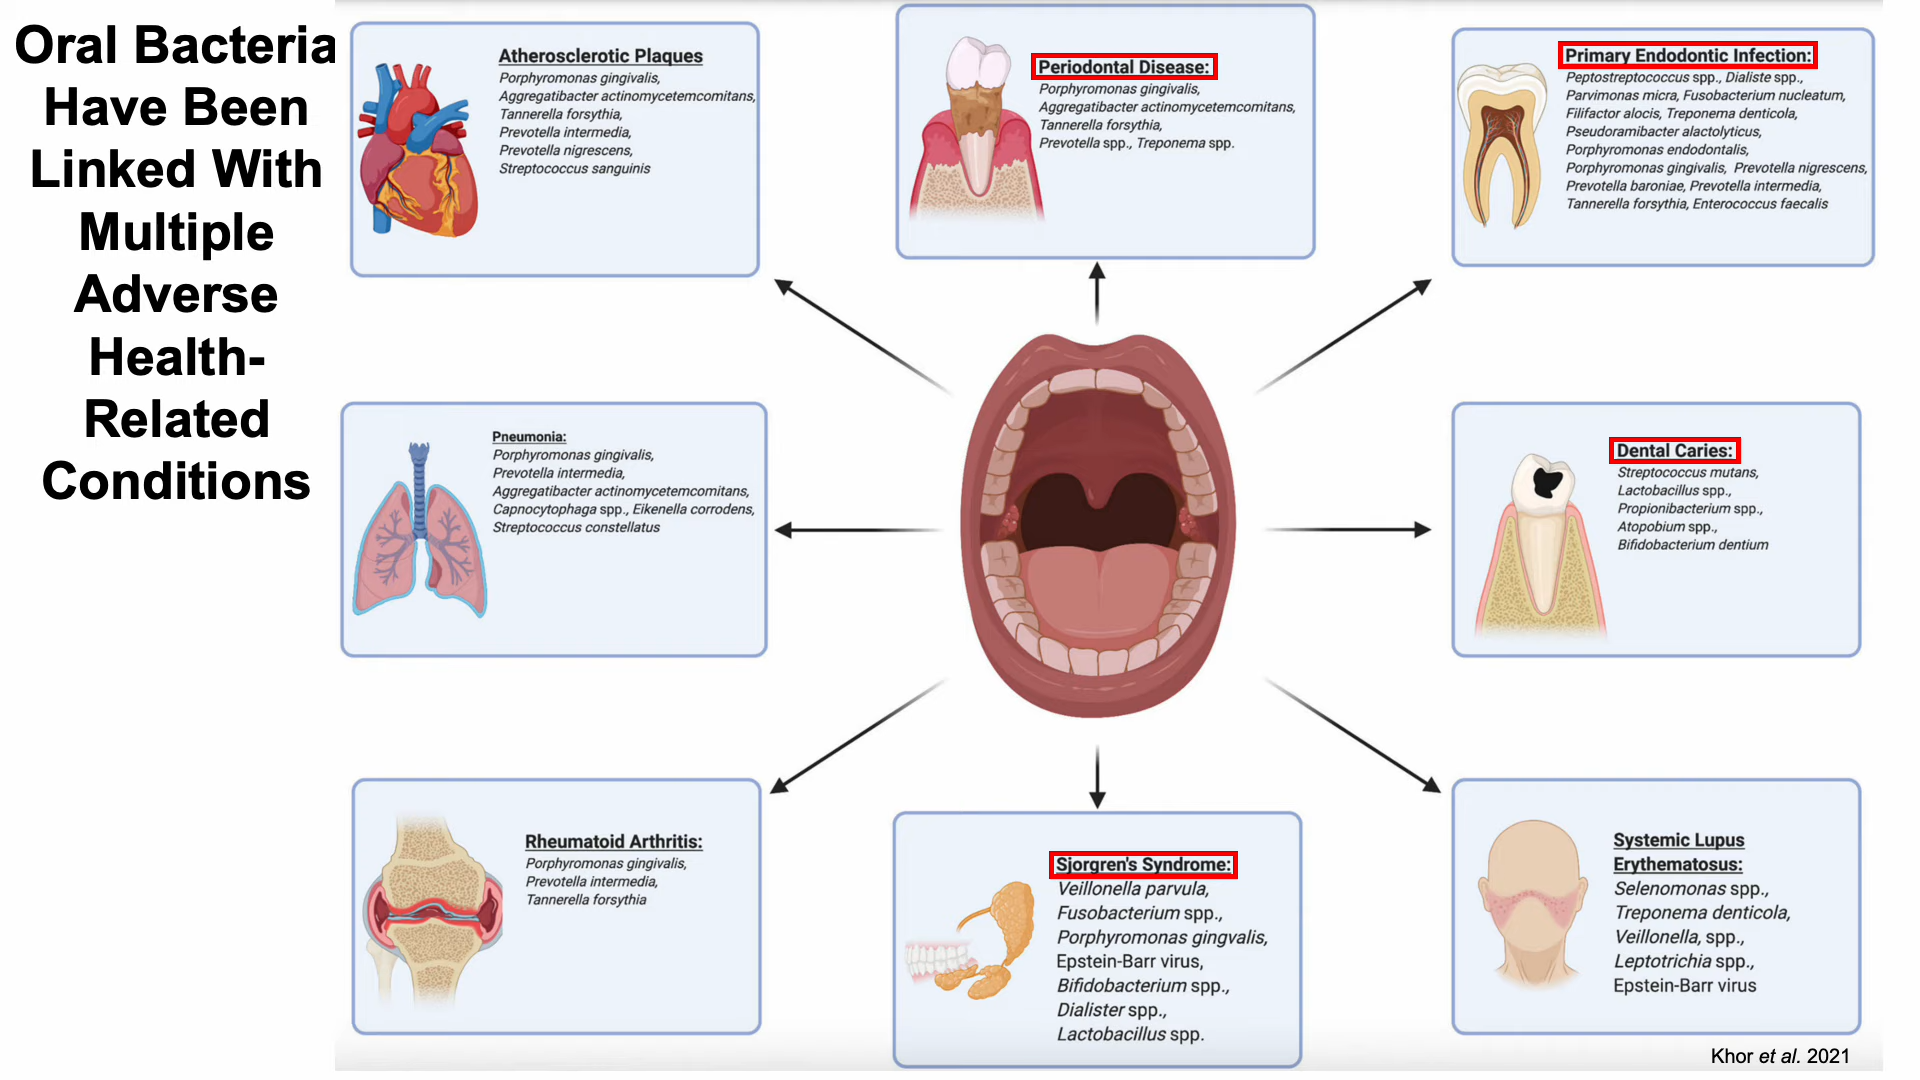 Oral Bacteria
Have Been
Linked With
Multiple
Adverse
Health-
Related
Conditions
Atherosclerotic Plaques
Porphyromonas gingivalis,
Aggregatibacter actinomycetemcomitans,
Tannerella forsythia,
Prevotella intermedia,
Prevotella nigrescens,
Streptococcus sanguinis
Periodontal Disease:
Porphyromonas gingivalis,
Aggregatibacter actinomycetemcomitans,
Tannerella forsythia,
Prevotella spp., Treponema spp.
Primary Endodontic Infection:
Peptostreptococcus spp., Dialiste spp.,
Parvimonas micra, Fusobacterium nucleatum,
Filifactor alocis, Treponema denticola,
Pseudoramibacter alactolyticus,
Porphyromonas endodontalis,
Porphyromonas gingivalis, Prevotella nigrescens,
Prevotella baroniae, Prevotella intermedia,
Tannerella forsythia, Enterococcus faecalis
Pneumonia:
Porphyromonas gingivalis,
Prevotella intermedia,
Aggregatibacter actinomycetemcomitans,
Capnocytophaga spp., Eikenella corrodens,
Streptococcus constellatus
Dental Caries:
Streptococcus mutans,
Lactobacillus spp.,
Propionibacterium spp.,
Atopobium spp.,
Bifidobacterium dentium
Rheumatoid Arthritis:
Porphyromonas gingivalis,
Prevotella intermedia,
Tannerella forsythia
Sjorgren's Syndrome:
Veillonella parvula,
Fusobacterium spp.,
Porphyromonas gingvalis,
Epstein-Barr virus,
Bifidobacterium spp.,
Dialister spp.,
Lactobacillus spp.
Systemic Lupus
Erythematosus:
Selenomonas spp.,
Treponema denticola,
Veillonella, spp.,
Leptotrichia spp.,
Epstein-Barr virus
Khor et al. 2021